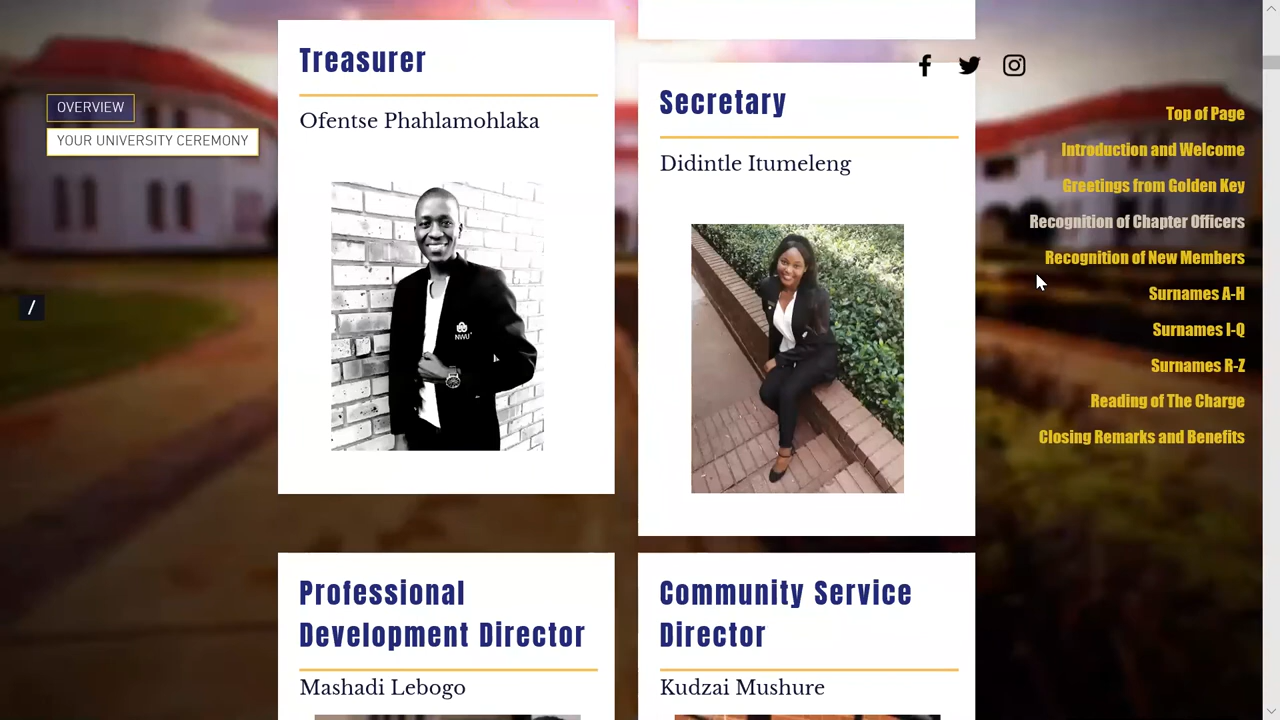 OVERVIEW
YOUR UNIVERSITY CEREMONY
/
Treasurer
Ofentse Phahlamohlaka
NWU
Secretary
Didintle Itumeleng
Professional
Development Director
Mashadi Lebogo
Community Service
Director
Kudzai Mushure
Top of Page
Introduction and Welcome
Greetings from Golden Key
Recognition of Chapter Officers
Recognition of New Members
Surnames A-H
Surnames I-Q
Surnames R-Z
Reading of The Charge
Closing Remarks and Benefits